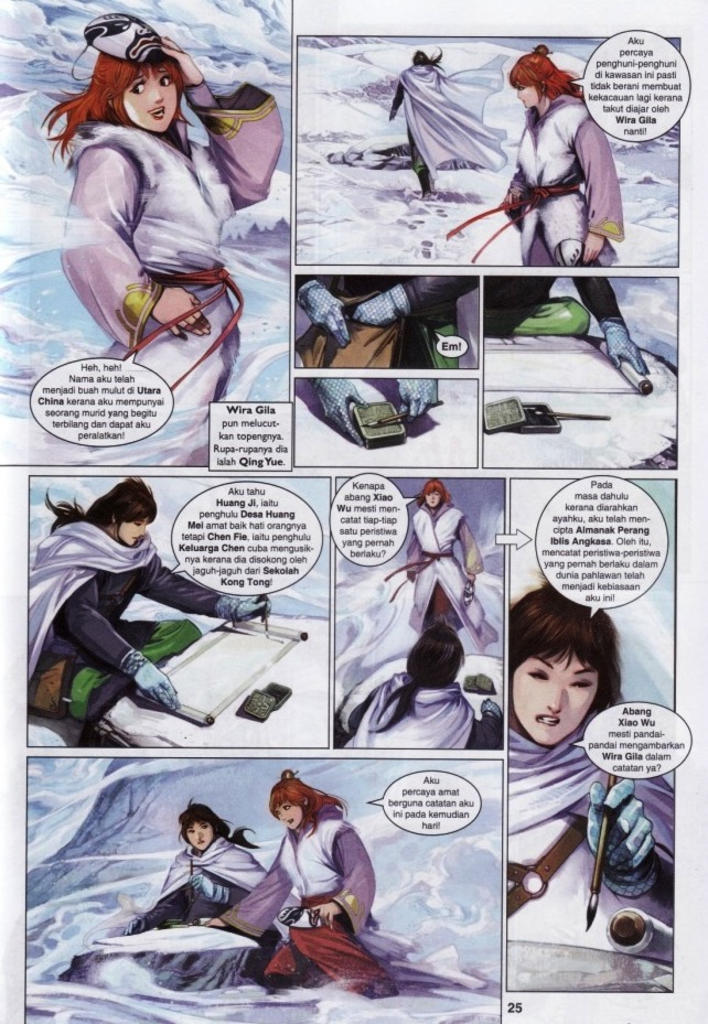 Heh, heh!
Nama aku telah
menjadi buah mulut di Utara
China kerana aku mempunyai
seorang murid yang begitu
terbilang dan dapat aku
peralatkan!
Wira Gila
pun melucut-
kan topengnya.
Rupa-rupanya dia
ialah Qing Yue.
Aku
percaya
penghuni-penghuni
di kawasan ini pasti
tidak berani membuat
kekacauan lagi kerana
takut diajar oleh
Wira Gila
nanti!
Em!
Aku tahu
Huang Ji, iaitu
penghulu Desa Huang
Mei amat baik hati orangnya
tetapi Chen Fie, yang pernah
Keluarga Chen cuba mengusik-
nya kerana dia disokong oleh
jaguh-jaguh dari Sekolah
Kong Tong!
Kenapa
abang Xiao
Wu mesti men-
catat tiap-tiap
satu peristiwa
yang pernah
berlaku?
Pada
masa dahulu
kerana diarahkan
ayahku, aku telah men-
cipta Almanak Perang
Iblis Angkasa. Oleh itu,
mencatat peristiwa-peristiwa
dalam dunia pahlawan telah
menjadi kebiasaan
aku ini!
Abang
Xiao Wu
mesti pandai-
pandai mengambarkan
Wira Gila dalam
catatan ya?
Aku
percaya amat
berguna catatan aku
ini pada kemudian
hari!
25